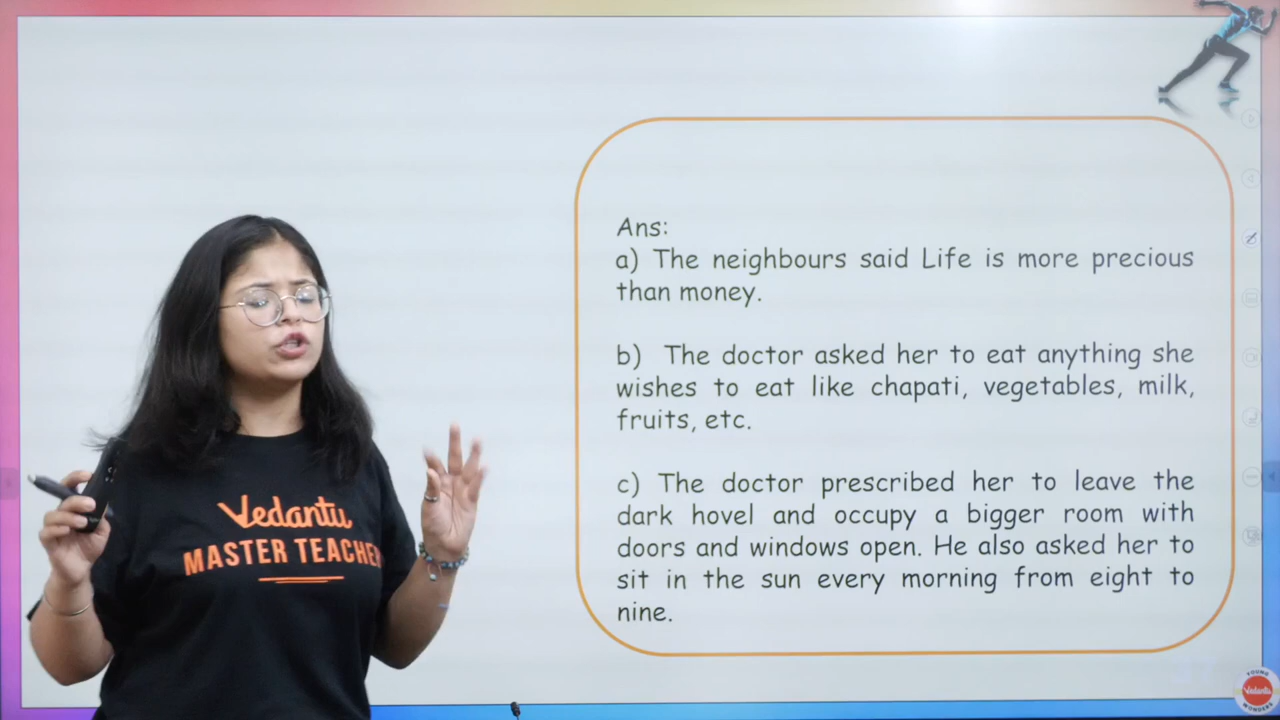 Ans:
a) The neighbours said Life is more precious
than money.
b) The doctor asked her to eat anything she
wishes to eat like chapati, vegetables, milk,
fruits, etc.
c) The doctor prescribed her to leave the
dark hovel and occupy a bigger room with
doors and windows open. He also asked her to
sit in the sun every morning from eight to
nine.
Vedantu
MASTER TEACHER
YOUNG
Vedantu
WONDERS